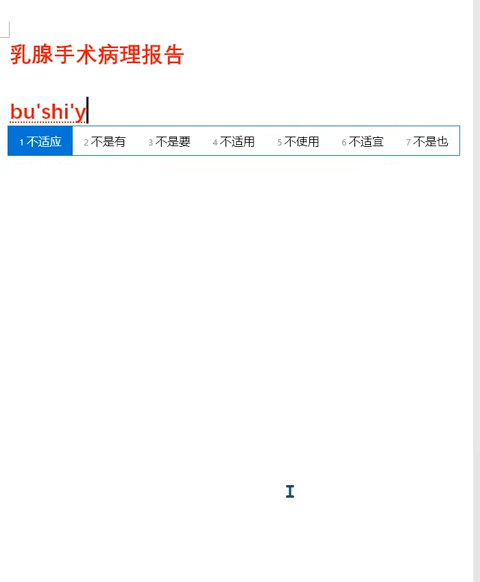 乳腺手术病理报告
bu'shi'y
1 不适应 2 不是有 3 不是要 4 不适用 5 不使用 6 不适宜 7 不是也